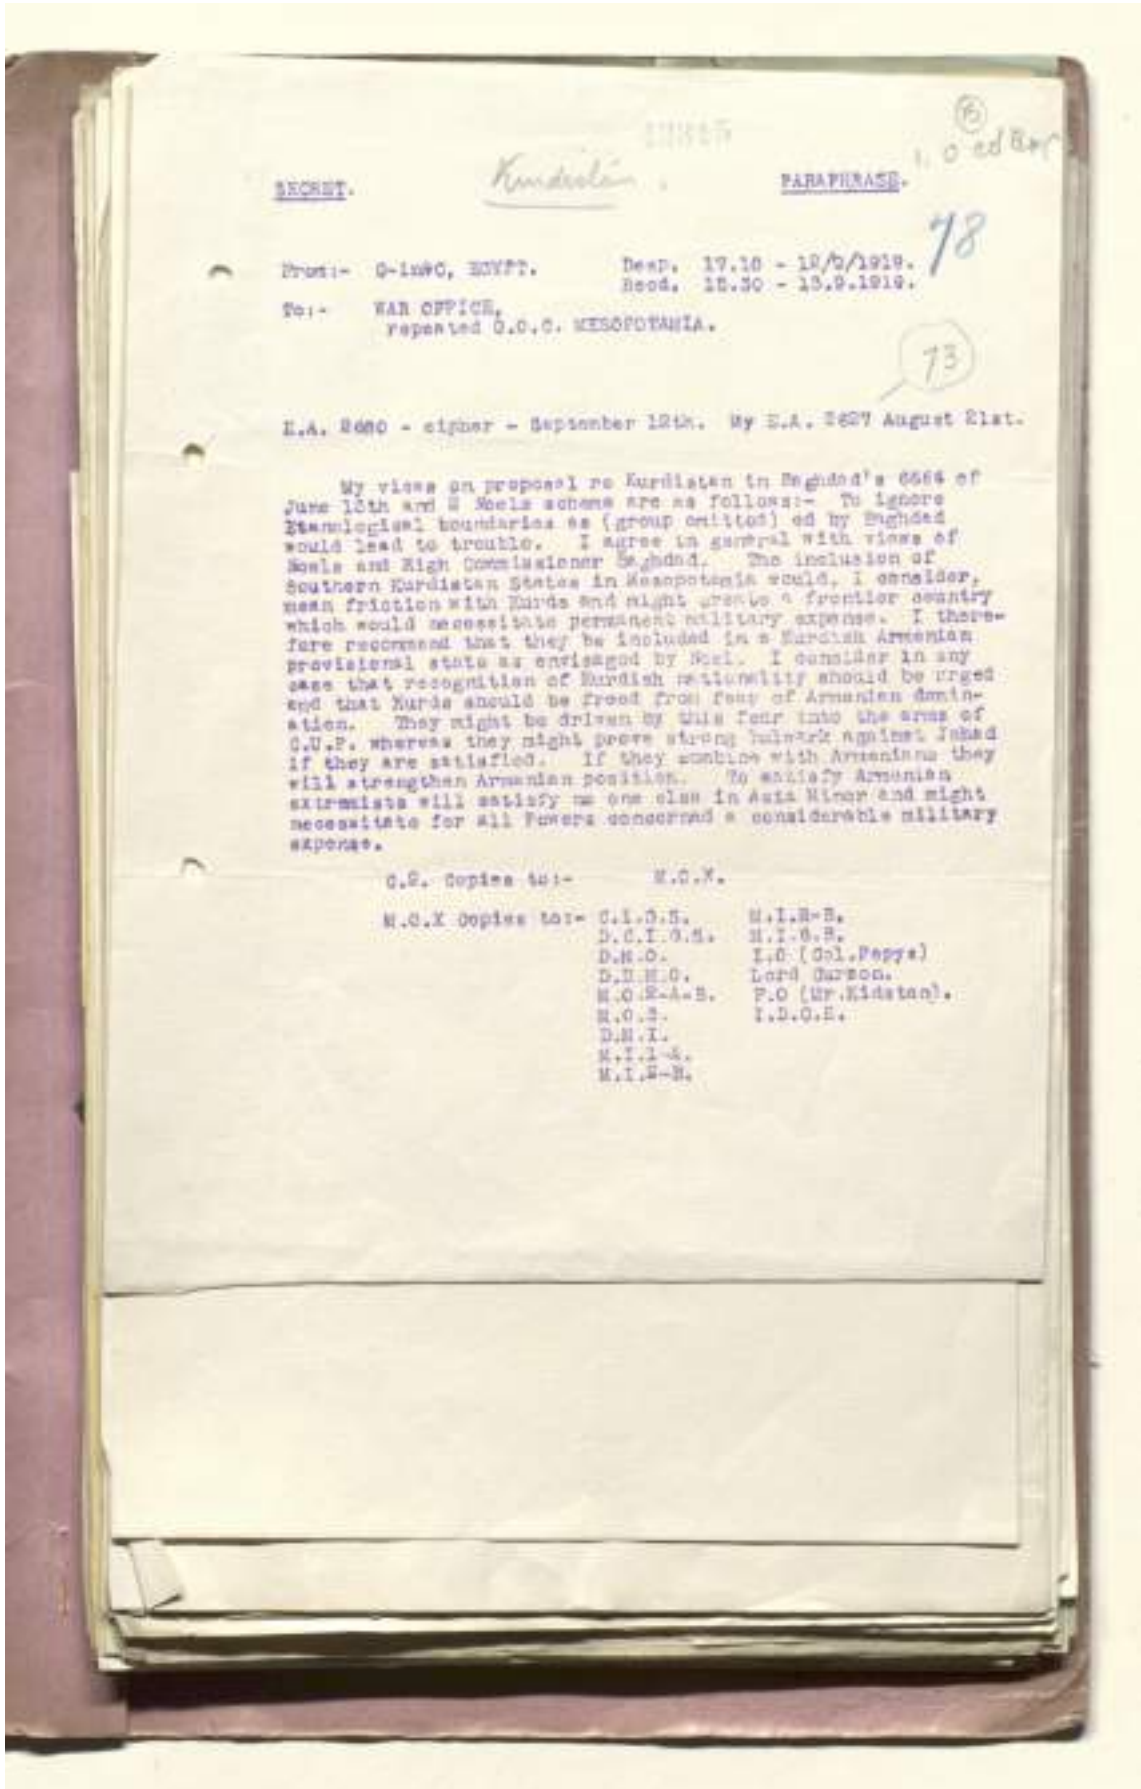 SECRET.
Kurdistan.
PARAPHRASE.
78
From:- C-in-C, EGYPT. Desp. 17.10 - 12/9/1919.
Recd. 15.30 - 13.9.1919.
To:- WAR OFFICE,
repeated G.O.C. MESOPOTAMIA.
73
E.A. - cipher - September 12th. My E.A. 2627 August 21st.
My views on proposal re Kurdistan in Baghdad's of
June 13th and Noels scheme are as follows:- To ignore
boundaries as (group omitted) ed by Baghdad
would lead to trouble. I agree in general with views of
Noels and High Commissioner Baghdad. The inclusion of
Southern Kurdistan States in Mesopotamia would, I consider,
mean friction with Kurds and might create a frontier country
which would necessitate permanent military expense. I there-
fore recommend that they be included in a Kurdish Armenian
provisional state as envisaged by Noel. I consider in any
case that recognition of Kurdish nationality should be urged
and that Kurds should be freed from fear of Armenian domin-
ation. They might be driven by this fear into the arms of
C.U.P. whereas they might prove strong bulwark against Jehad
if they are satisfied. If they combine with Armenians they
will strengthen Armenian position. To satisfy Armenian
extremists will satisfy no one else in Asia Minor and might
necessitate for all Powers concerned a considerable military
expense.
C.2. Copies to:- M.O.X.
M.O.X Copies to:- C.I.G.S. M.I.R-B.
D.C.I.G.S.
D.M.O. I.O (Col.Pepys)
D.D.M.O. Lord Curzon.
F.O (Mr.Kidston).
I.D.C.E.
D.M.I.
M.I.1-A.
M.I.2-B.